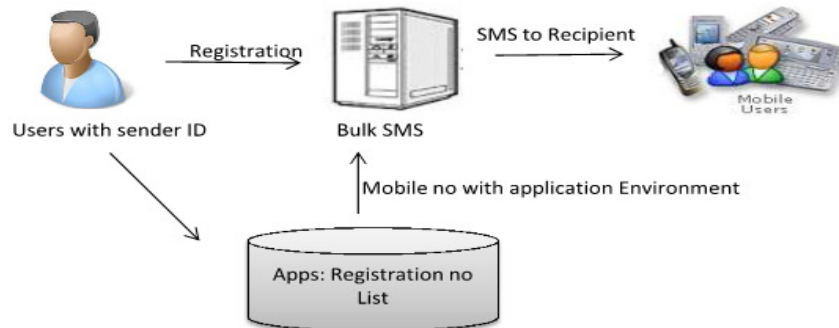 Registration
SMS to Recipient
Mobile
Users
Users with sender ID
Bulk SMS
Mobile no with application Environment
Apps: Registration no
List